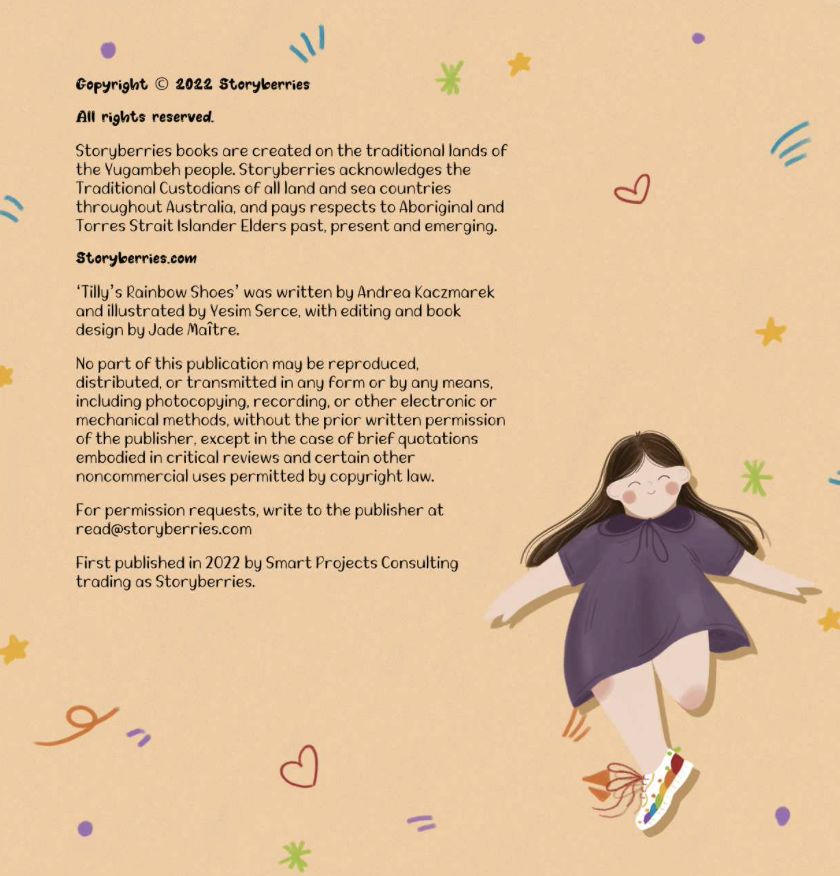 Copyright © 2022 Storyberries
All rights reserved.
Storyberries books are created on the traditional lands of
the Yugambeh people. Storyberries acknowledges the
Traditional Custodians of all land and sea countries
throughout Australia, and pays respects to Aboriginal and
Torres Strait Islander Elders past, present and emerging.
Storyberries.com
‘Tilly’s Rainbow Shoes’ was written by Andrea Kaczmarek
and illustrated by Yesim Serce, with editing and book
design by Jade Maître.
No part of this publication may be reproduced,
distributed, or transmitted in any form or by any means,
including photocopying, recording, or other electronic or
mechanical methods, without the prior written permission
of the publisher, except in the case of brief quotations
embodied in critical reviews and certain other
noncommercial uses permitted by copyright law.
For permission requests, write to the publisher at
read@storyberries.com
First published in 2022 by Smart Projects Consulting
trading as Storyberries.